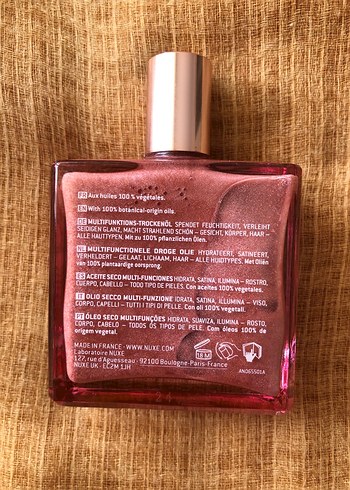 FR Aux huiles 100 % végétales.
EN With 100% botanical-origin oils.
DE MULTIFUNKTIONS-TROCKENÖL SPENDET FEUCHTIGKEIT, VERLEIHT
SEIDIGEN GLANZ, MACHT STRAHLEND SCHÖN – GESICHT, KÖRPER, HAAR –
ALLE HAUTTYPEN. Mit zu 100% pflanzlichen Ölen.
NL MULTIFUNCTIONELE DROGE OLIE HYDRATEERT, SATINEERT,
VERHELDERT – GELAAT, LICHAAM, HAAR – ALLE HUIDTYPES. Met Oliën
van 100% plantaardige oorsprong.
ES ACEITE SECO MULTI-FUNCIONES HIDRATA, SATINA, ILUMINA – ROSTRO,
CUERPO, CABELLO – TODO TIPO DE PIELES. Con aceites 100% vegetales.
IT OLIO SECCO MULTI-FUNZIONE IDRATA, SATINA, ILLUMINA – VISO,
CORPO, CAPELLI – TUTTI I TIPI DI PELLE. Con oli 100% vegetali.
PT ÓLEO SECO MULTIFUNÇÕES HIDRATA, SUAVIZA, ILUMINA – ROSTO,
CORPO, CABELO – TODOS OS TIPOS DE PELE. Com óleos 100% de
origem vegetal.
MADE IN FRANCE - WWW.NUXE.COM
Laboratoire NUXE
127, rue d'Aguesseau - 92100 Boulogne-Paris-France
NUXE UK - EC2M 1JH
18 M